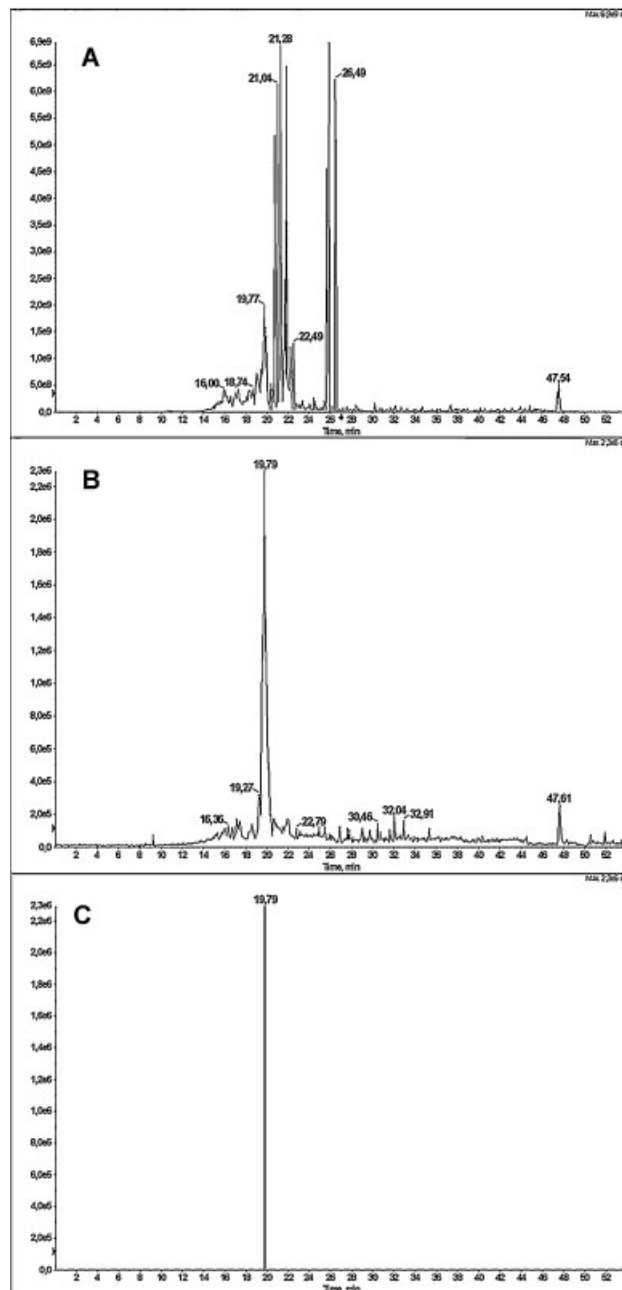 A
6,9e9
6,5e9
6,0e9
5,5e9
5,0e9
4,5e9
4,0e9
3,5e9
3,0e9
2,5e9
2,0e9
1,5e9
1,0e9
5,0e8
0,0
21,28
21,04
26,49
19,77
22,49
16,00
18,74
47,54
2 4 6 8 10 12 14 16 18 20 22 24 26 28 30 32 34 36 38 40 42 44 46 48 50 52
Time, min
B
2,3e6
2,2e6
2,0e6
1,8e6
1,6e6
1,4e6
1,2e6
1,0e6
8,0e5
6,0e5
4,0e5
2,0e5
0,0
19,79
19,27
16,36
22,79
30,46
32,04
32,91
47,61
2 4 6 8 10 12 14 16 18 20 22 24 26 28 30 32 34 36 38 40 42 44 46 48 50 52
Time, min
C
2,3e6
2,2e6
2,0e6
1,8e6
1,6e6
1,4e6
1,2e6
1,0e6
8,0e5
6,0e5
4,0e5
2,0e5
0,0
19,79
2 4 6 8 10 12 14 16 18 20 22 24 26 28 30 32 34 36 38 40 42 44 46 48 50 52
Time, min